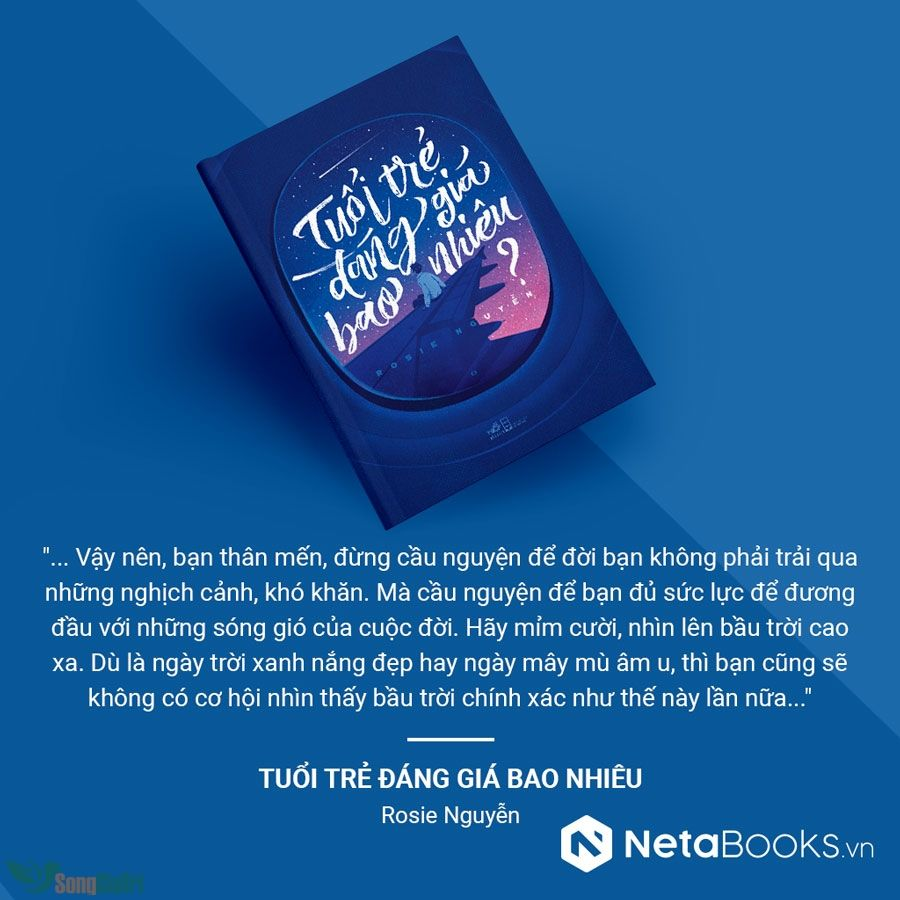 Tuổi trẻ
đáng giá
bao nhiêu?
ROSIE NGUYỄN
"... Vậy nên, bạn thân mến, đừng cầu nguyện để đời bạn không phải trải qua
những nghịch cảnh, khó khăn. Mà cầu nguyện để bạn đủ sức lực để đương
đầu với những sóng gió của cuộc đời. Hãy mỉm cười, nhìn lên bầu trời cao
xa. Dù là ngày trời xanh nắng đẹp hay ngày mây mù âm u, thì bạn cũng sẽ
không có cơ hội nhìn thấy bầu trời chính xác như thế này lần nữa..."
TUỔI TRẺ ĐÁNG GIÁ BAO NHIÊU
Rosie Nguyễn
NETABOOKS.vn